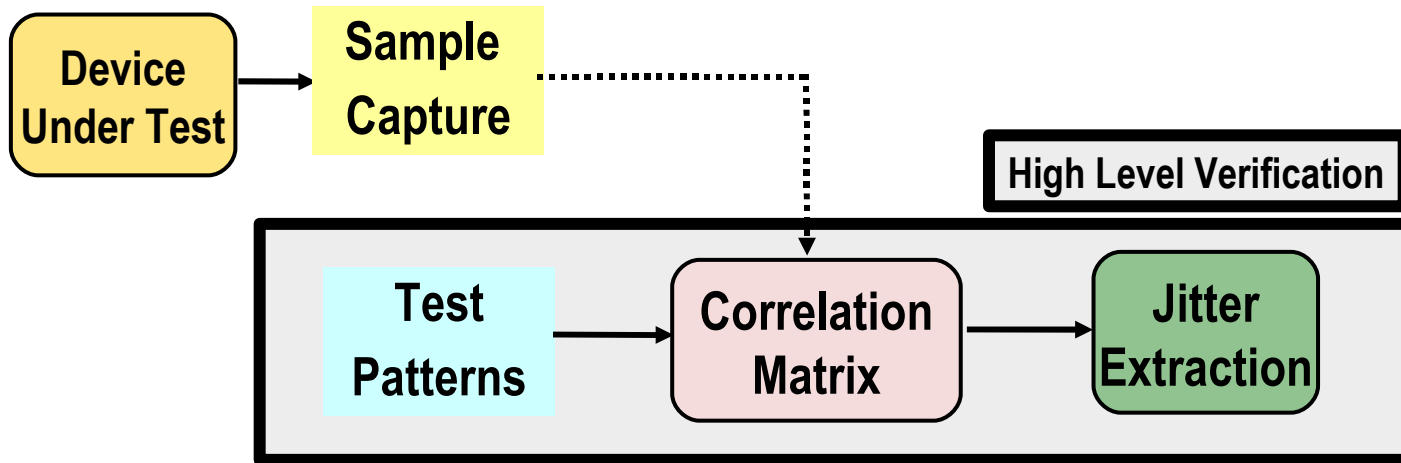 Device
Under Test
Sample
Capture
High Level Verification
Test
Patterns
Correlation
Matrix
Jitter
Extraction